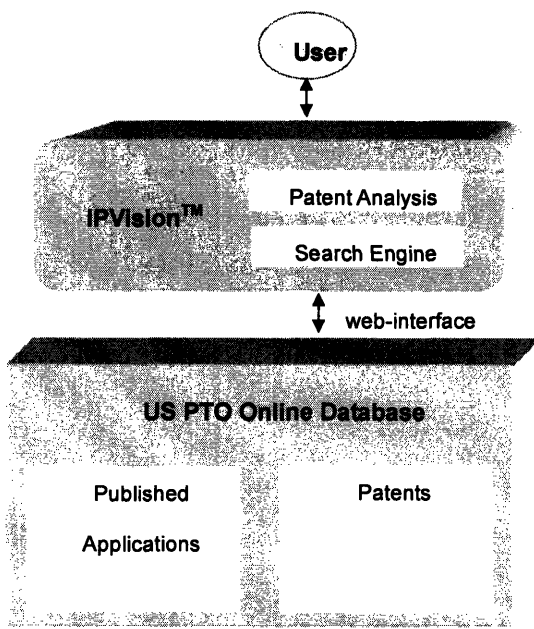 User
IPVision™
Patent Analysis
Search Engine
web-interface
US PTO Online Database
Published
Applications
Patents